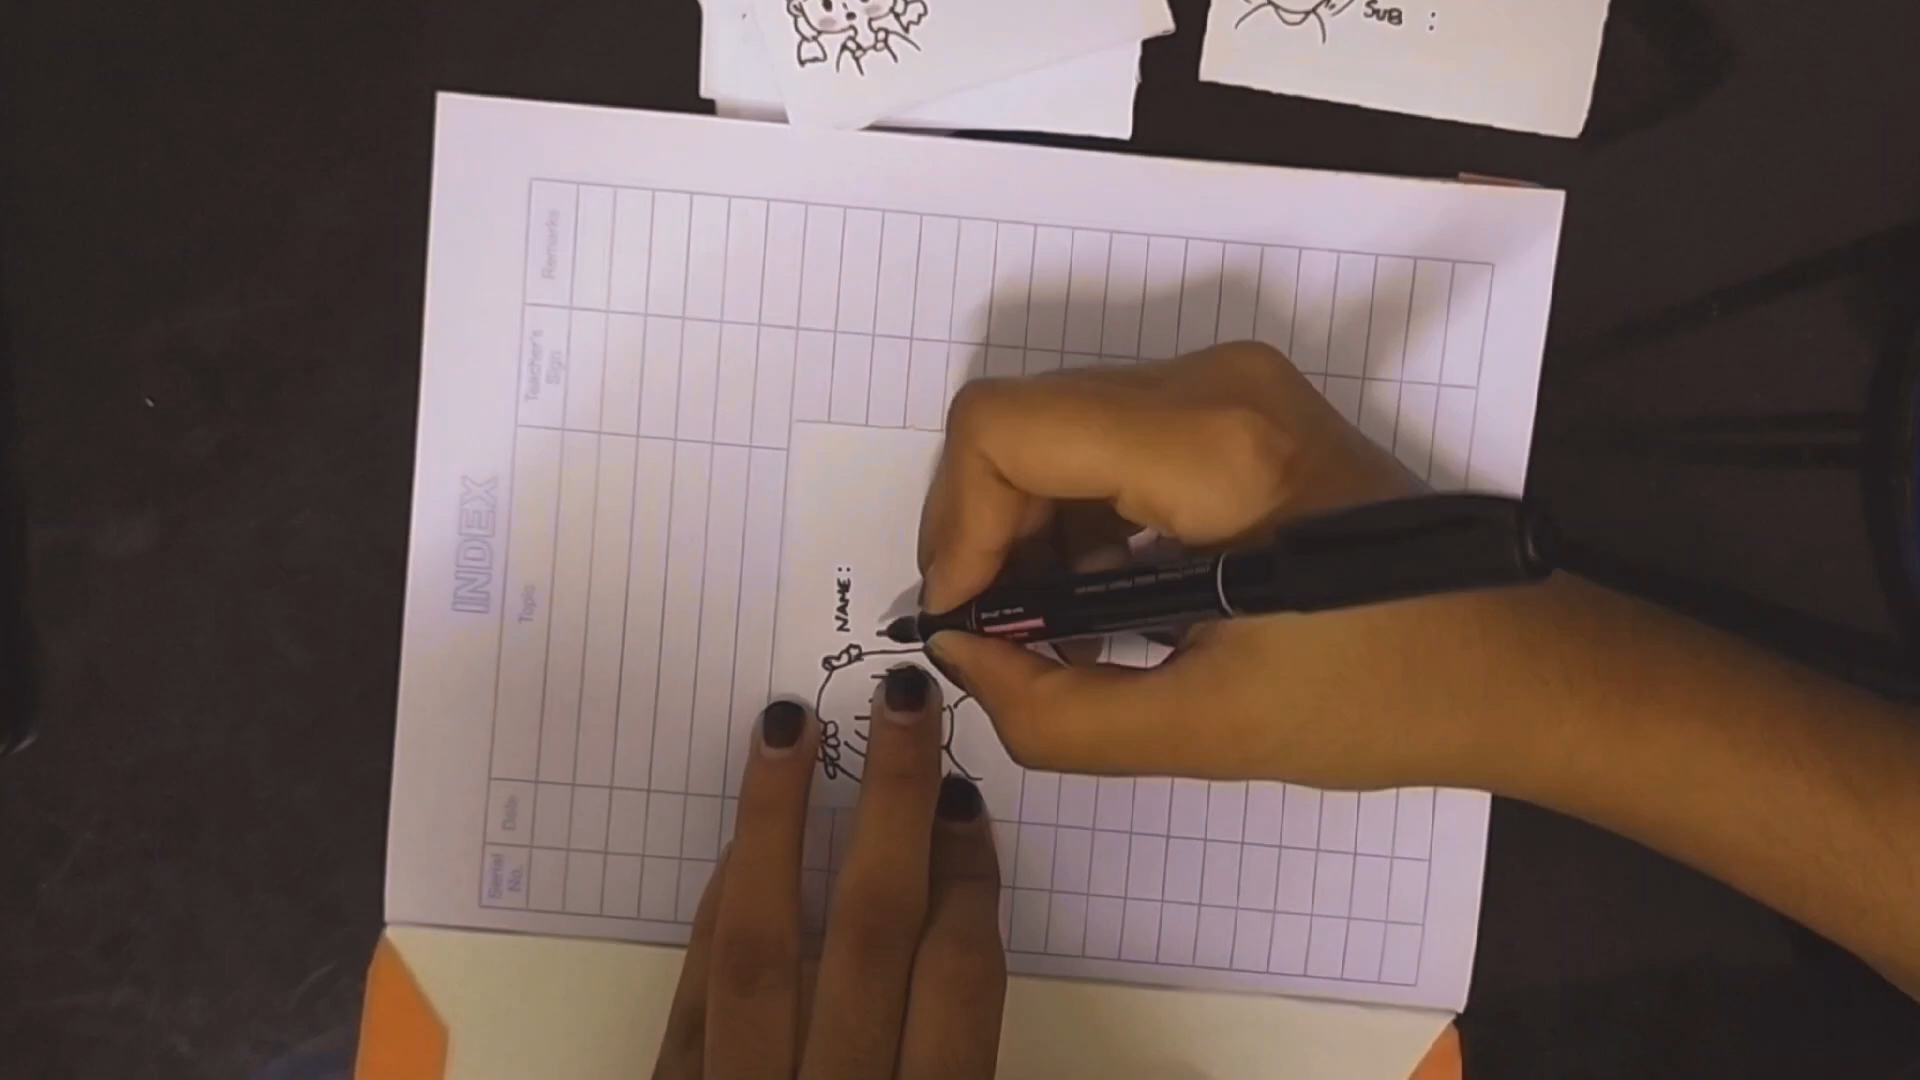 SUB :
INDEX
Serial No.
Date
Topic
Teacher's Sign
Remarks
NAME :